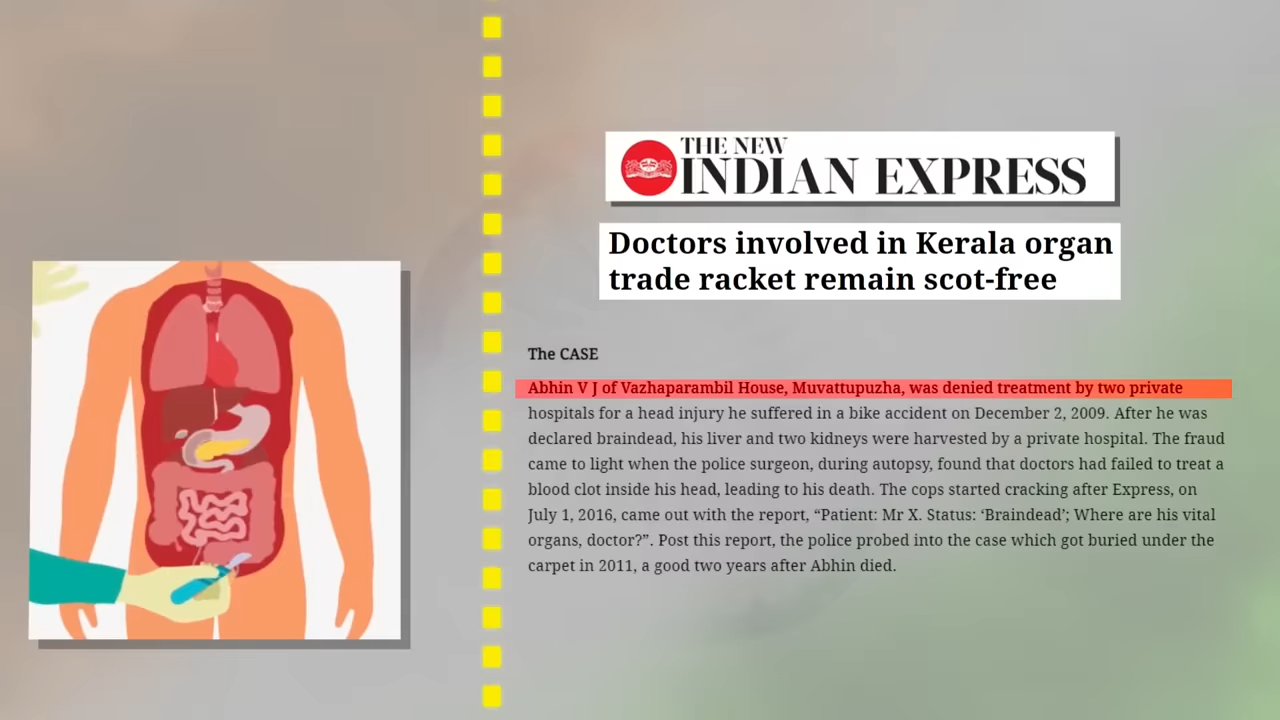 THE NEW
INDIAN EXPRESS
Doctors involved in Kerala organ
trade racket remain scot-free
The CASE
Abhin V J of Vazhaparambil House, Muvattupuzha, was denied treatment by two private
hospitals for a head injury he suffered in a bike accident on December 2, 2009. After he was
declared braindead, his liver and two kidneys were harvested by a private hospital. The fraud
came to light when the police surgeon, during autopsy, found that doctors had failed to treat a
blood clot inside his head, leading to his death. The cops started cracking after Express, on
July 1, 2016, came out with the report, “Patient: Mr X. Status: ‘Braindead’; Where are his vital
organs, doctor?”. Post this report, the police probed into the case which got buried under the
carpet in 2011, a good two years after Abhin died.